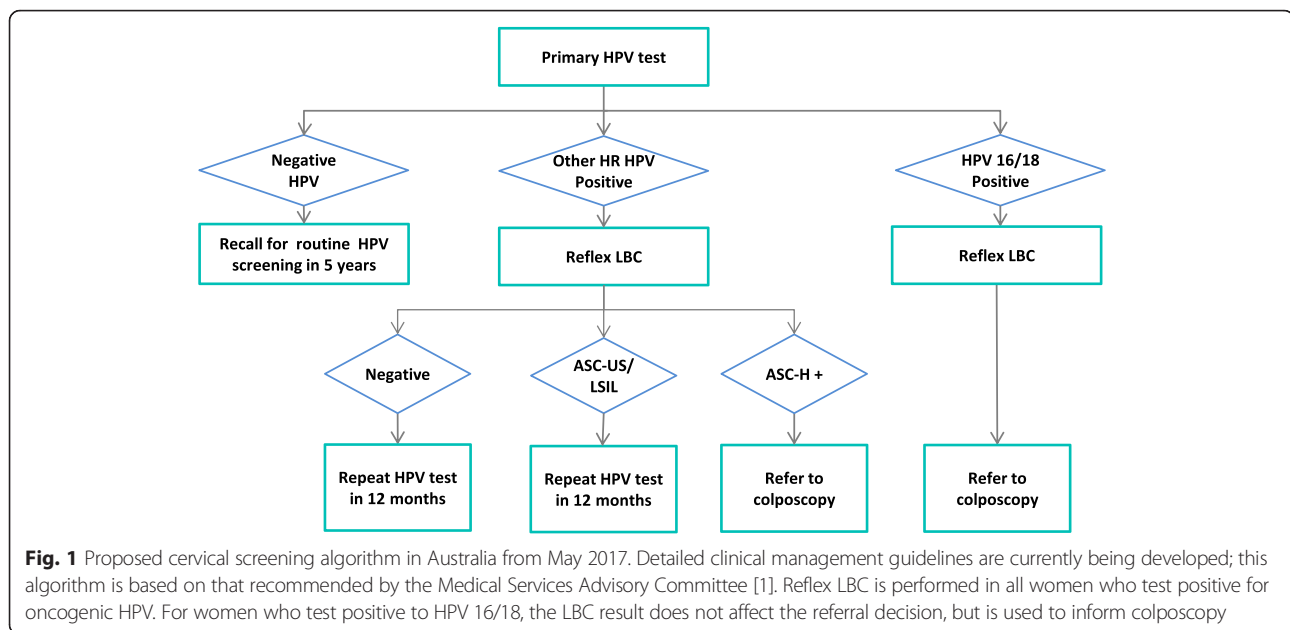 Primary HPV test
Negative
HPV
Other HR HPV
Positive
HPV 16/18
Positive
Recall for routine HPV
screening in 5 years
Reflex LBC
Reflex LBC
Negative
ASC-US/
LSIL
ASC-H +
Repeat HPV test
in 12 months
Repeat HPV test
in 12 months
Refer to
colposcopy
Refer to
colposcopy
Fig. 1 Proposed cervical screening algorithm in Australia from May 2017. Detailed clinical management guidelines are currently being developed; this
algorithm is based on that recommended by the Medical Services Advisory Committee [1]. Reflex LBC is performed in all women who test positive for
oncogenic HPV. For women who test positive to HPV 16/18, the LBC result does not affect the referral decision, but is used to inform colposcopy